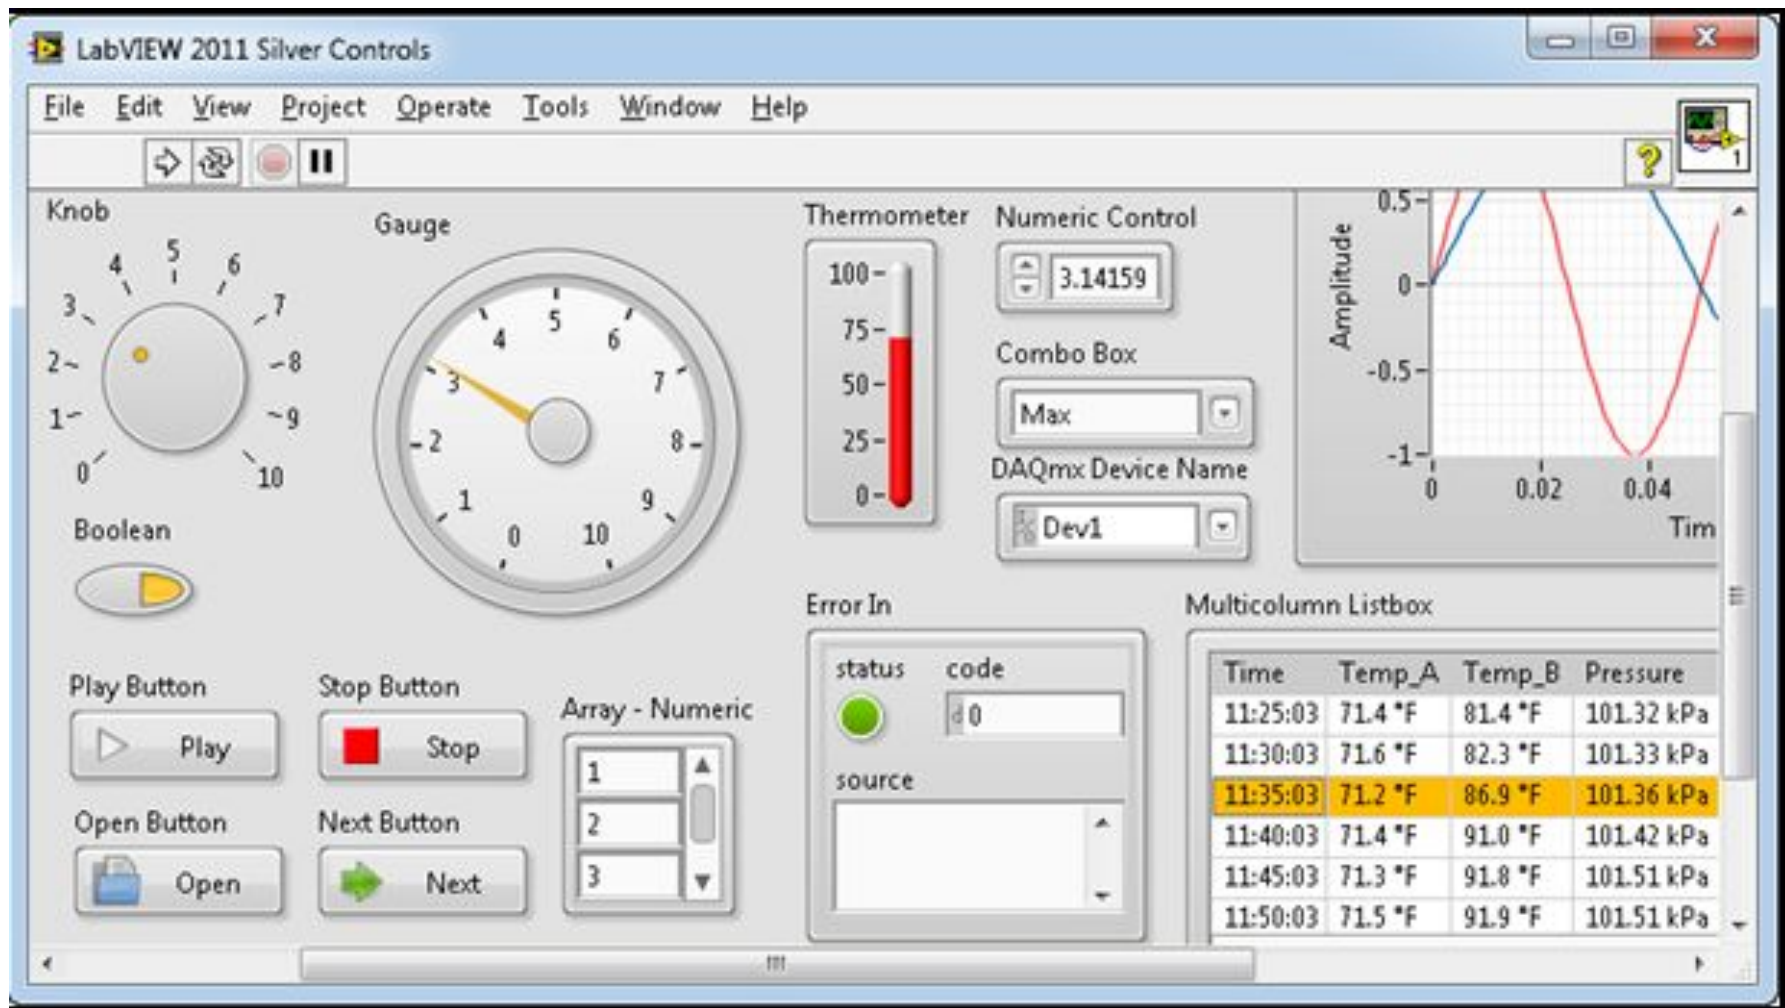 LabVIEW 2011 Silver Controls
File Edit View Project Operate Tools Window Help
1
Knob
0 1 2 3 4 5 6 7 8 9 10
Gauge
0 1 2 3 4 5 6 7 8 9 10
Thermometer
100
75
50
25
0
Numeric Control
3.14159
Combo Box
Max
DAQmx Device Name
Dev1
Amplitude
0.5
0
-0.5
-1
0 0.02 0.04
Tim
Boolean
Play Button
Play
Stop Button
Stop
Open Button
Open
Next Button
Next
Array - Numeric
1
2
3
Error In
status code
d 0
source
Multicolumn Listbox
Time Temp_A Temp_B Pressure
11:25:03 71.4 °F 81.4 °F 101.32 kPa
11:30:03 71.6 °F 82.3 °F 101.33 kPa
11:35:03 71.2 °F 86.9 °F 101.36 kPa
11:40:03 71.4 °F 91.0 °F 101.42 kPa
11:45:03 71.3 °F 91.8 °F 101.51 kPa
11:50:03 71.5 °F 91.9 °F 101.51 kPa